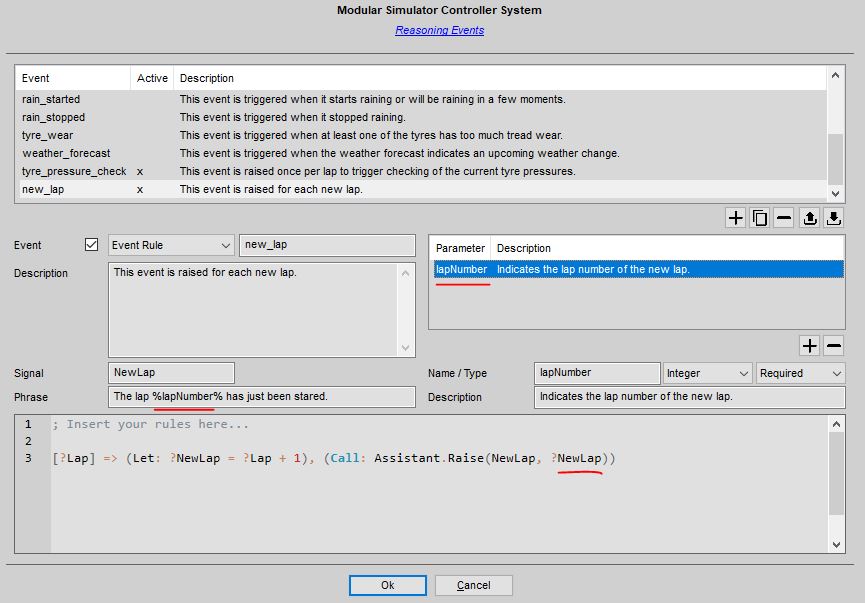 Modular Simulator Controller System
Reasoning Events
Event Active Description
rain_started This event is triggered when it starts raining or will be raining in a few moments.
rain_stopped This event is triggered when it stopped raining.
tyre_wear This event is triggered when at least one of the tyres has too much tread wear.
weather_forecast This event is triggered when the weather forecast indicates an upcoming weather change.
tyre_pressure_check x This event is raised once per lap to trigger checking of the current tyre pressures.
new_lap x This event is raised for each new lap.
Event Event Rule new_lap
Parameter Description
lapNumber Indicates the lap number of the new lap.
Description This event is raised for each new lap.
Signal NewLap
Name / Type lapNumber Integer Required
Phrase The lap %lapNumber% has just been stared.
Description Indicates the lap number of the new lap.
1 ; Insert your rules here...
2
3 [?Lap] => (Let: ?NewLap = ?Lap + 1), (Call: Assistant.Raise(NewLap, ?NewLap))
Ok Cancel